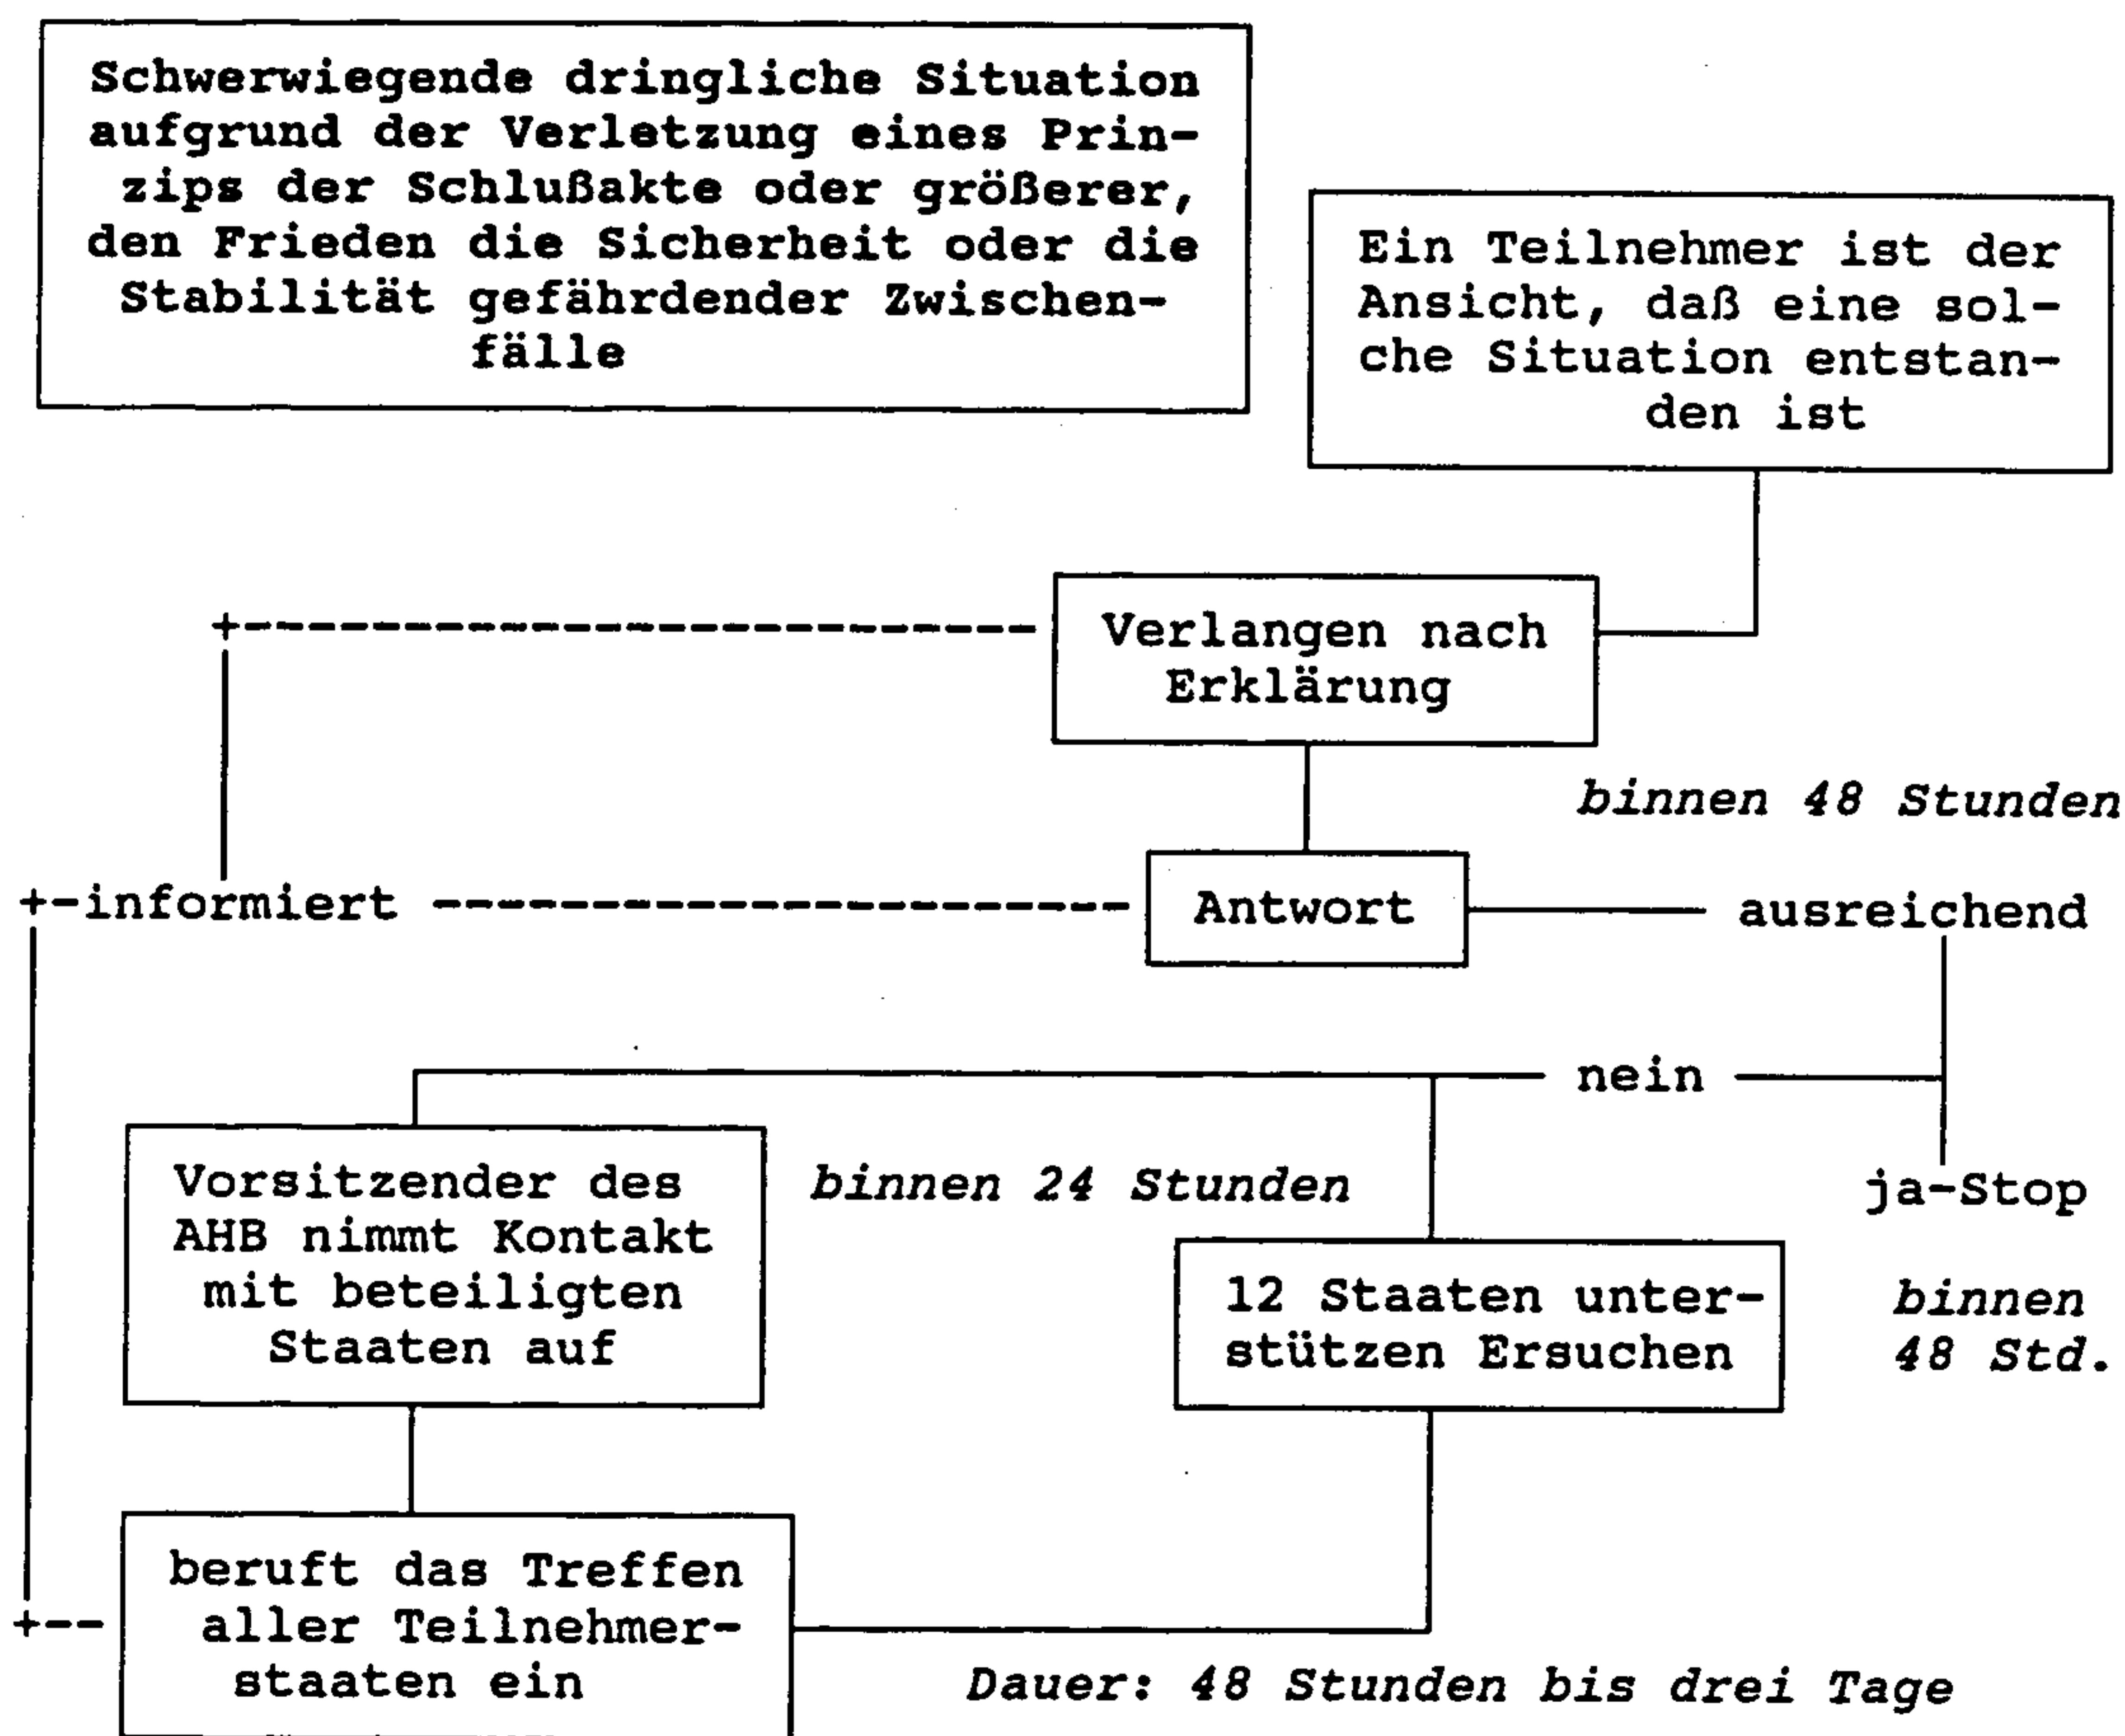 Schwerwiegende dringliche Situation
aufgrund der Verletzung eines Prin-
zips der Schlußakte oder größerer,
den Frieden die Sicherheit oder die
Stabilität gefährdender Zwischen-
fälle
Ein Teilnehmer ist der
Ansicht, daß eine sol-
che Situation entstan-
den ist
Verlangen nach
Erklärung
binnen 48 Stunden
+-informiert
Antwort
ausreichend
nein
ja-Stop
Vorsitzender des
AHB nimmt Kontakt
mit beteiligten
Staaten auf
binnen 24 Stunden
12 Staaten unter-
stützen Ersuchen
binnen
48 Std.
beruft das Treffen
aller Teilnehmer-
staaten ein
Dauer: 48 Stunden bis drei Tage